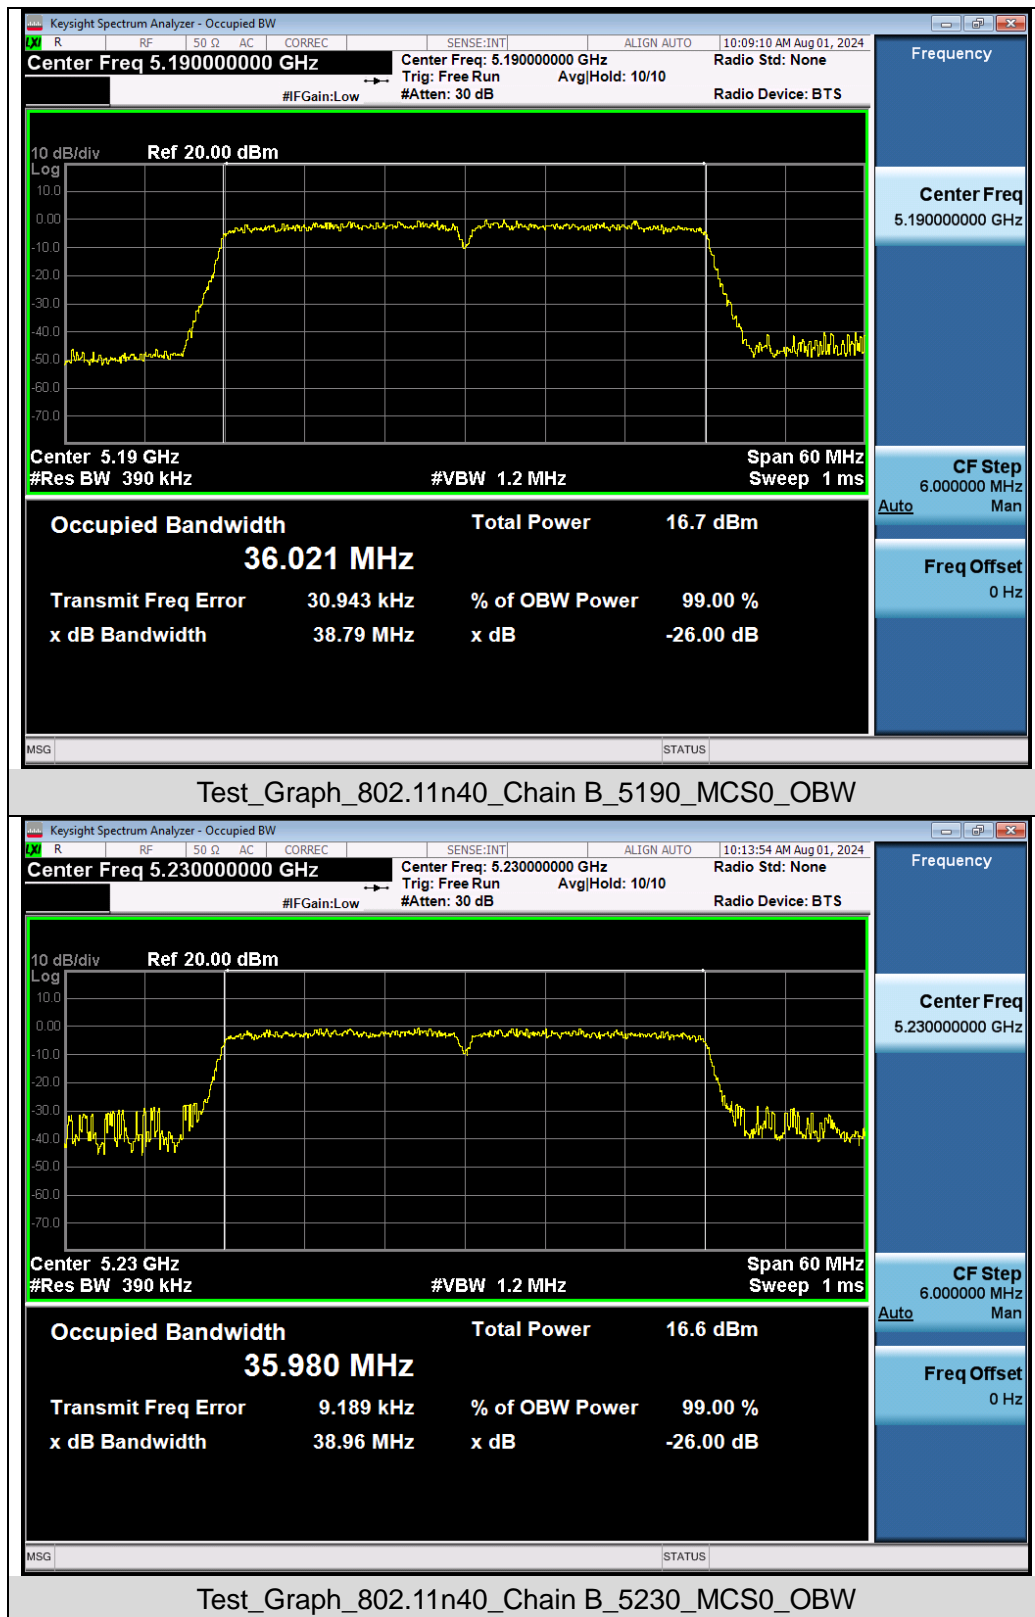 Keysight Spectrum Analyzer - Occupied BW
LXI R RF 50 Ω AC CORREC SENSE:INT ALIGN AUTO 10:09:10 AM Aug 01, 2024
Center Freq 5.190000000 GHz
Center Freq: 5.190000000 GHz
Radio Std: None
Trig: Free Run Avg|Hold: 10/10
#IFGain:Low
#Atten: 30 dB
Radio Device: BTS
Frequency
10 dB/div Ref 20.00 dBm
Log
10.0
0.00
-10.0
-20.0
-30.0
-40.0
-50.0
-60.0
-70.0
Center Freq
5.190000000 GHz
Center 5.19 GHz Span 60 MHz
#Res BW 390 kHz #VBW 1.2 MHz Sweep 1 ms
CF Step
6.000000 MHz
Auto Man
Occupied Bandwidth Total Power 16.7 dBm
36.021 MHz
Freq Offset
0 Hz
Transmit Freq Error 30.943 kHz % of OBW Power 99.00 %
x dB Bandwidth 38.79 MHz x dB -26.00 dB
MSG STATUS
Test_Graph_802.11n40_Chain B_5190_MCS0_OBW
Keysight Spectrum Analyzer - Occupied BW
LXI R RF 50 Ω AC CORREC SENSE:INT ALIGN AUTO 10:13:54 AM Aug 01, 2024
Center Freq 5.230000000 GHz
Center Freq: 5.230000000 GHz
Radio Std: None
Trig: Free Run Avg|Hold: 10/10
#IFGain:Low
#Atten: 30 dB
Radio Device: BTS
Frequency
10 dB/div Ref 20.00 dBm
Log
10.0
0.00
-10.0
-20.0
-30.0
-40.0
-50.0
-60.0
-70.0
Center Freq
5.230000000 GHz
Center 5.23 GHz Span 60 MHz
#Res BW 390 kHz #VBW 1.2 MHz Sweep 1 ms
CF Step
6.000000 MHz
Auto Man
Occupied Bandwidth Total Power 16.6 dBm
35.980 MHz
Freq Offset
0 Hz
Transmit Freq Error 9.189 kHz % of OBW Power 99.00 %
x dB Bandwidth 38.96 MHz x dB -26.00 dB
MSG STATUS
Test_Graph_802.11n40_Chain B_5230_MCS0_OBW